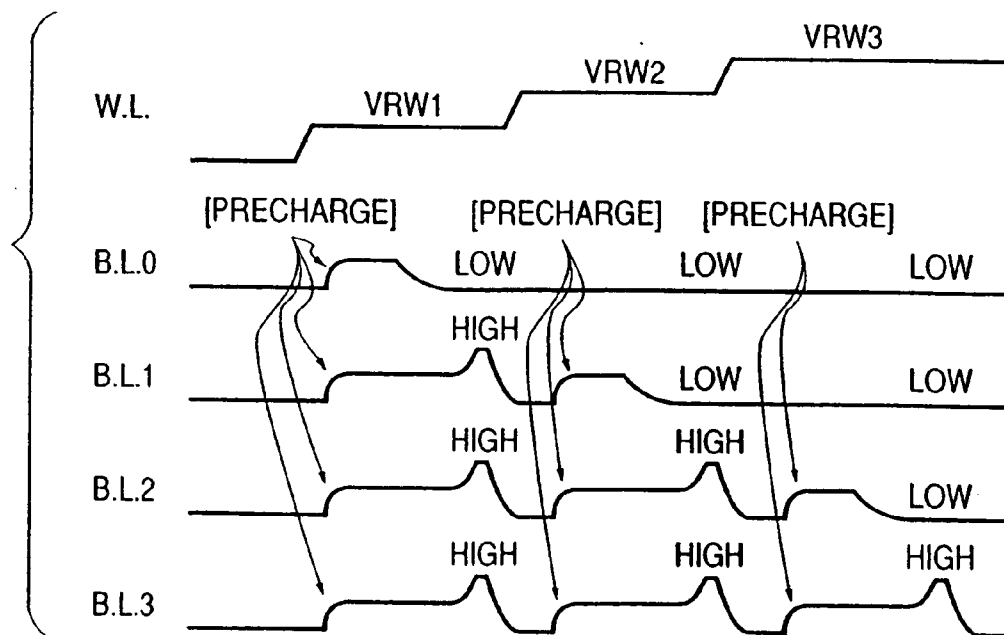 VRW3
VRW2
W.L. VRW1
[PRECHARGE] [PRECHARGE] [PRECHARGE]
B.L.0 LOW LOW LOW
HIGH
B.L.1 LOW LOW
HIGH HIGH
B.L.2 LOW
HIGH HIGH HIGH
B.L.3